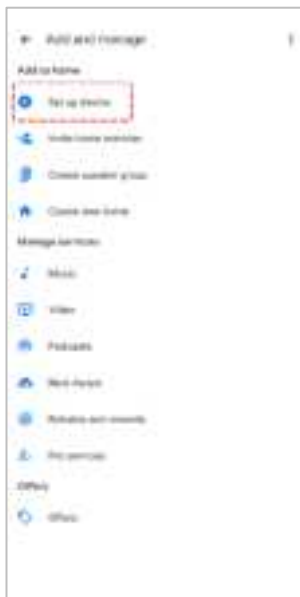 Add and manage
Add to home
Set up device
Invite home member
Create speaker group
Create new home
Manage services
Music
Video
Podcasts
Offers
Offers